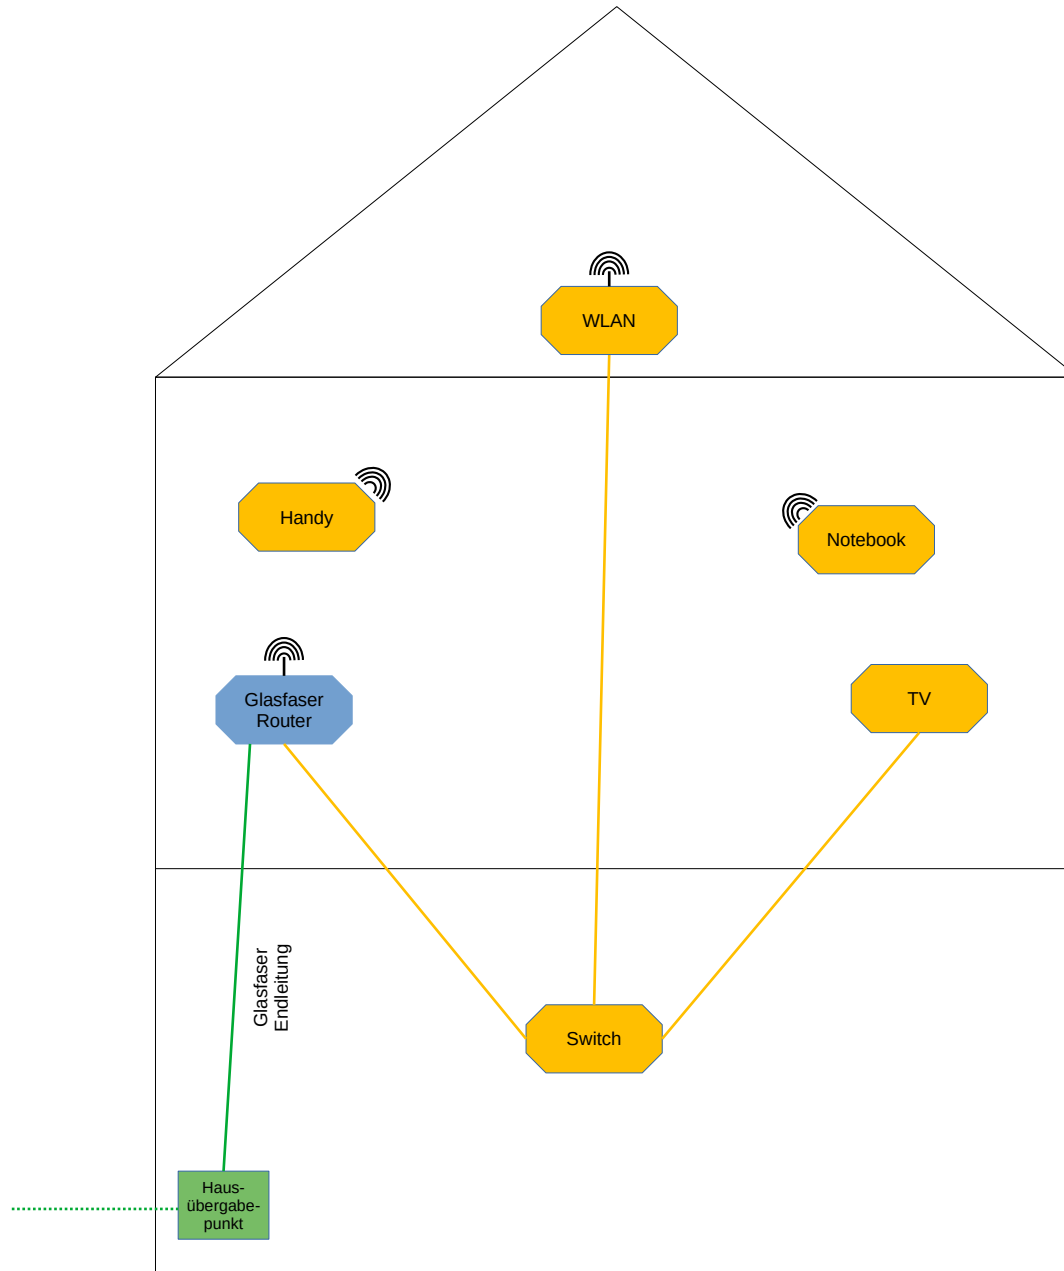 WLAN
Handy
Notebook
Glasfaser
Router
TV
Glasfaser
Endleitung
Switch
Haus-
übergabe-
punkt